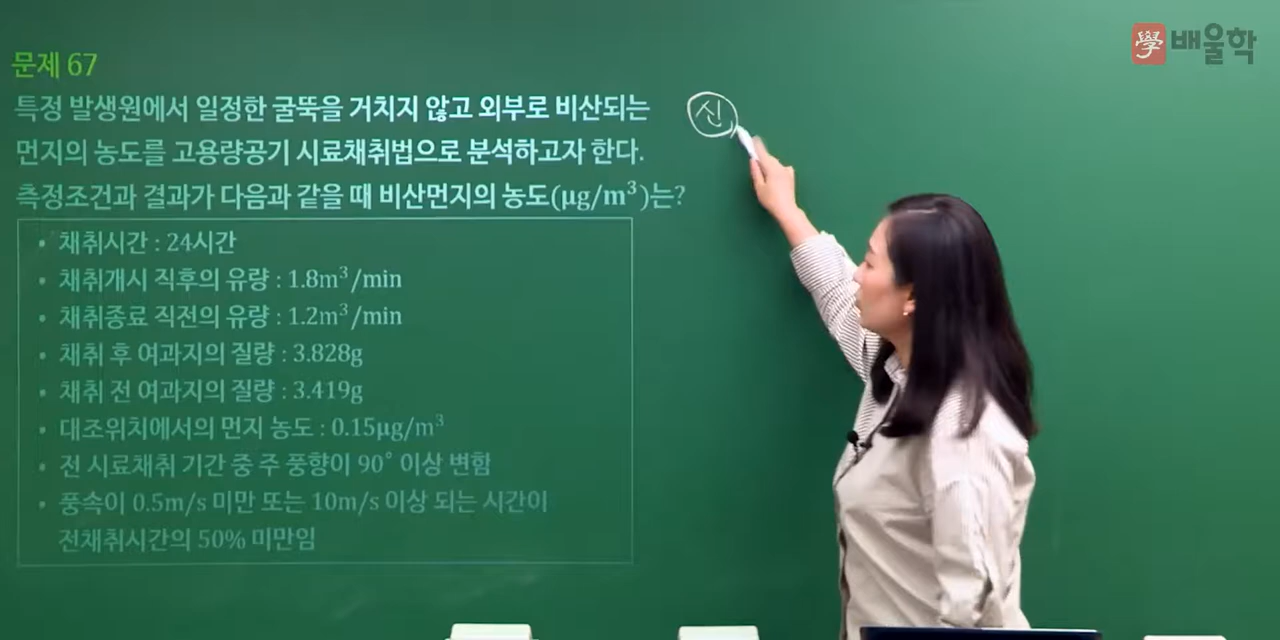 學 배울학
문제 67
특정 발생원에서 일정한 굴뚝을 거치지 않고 외부로 비산되는
먼지의 농도를 고용량공기 시료채취법으로 분석하고자 한다.
측정조건과 결과가 다음과 같을 때 비산먼지의 농도(μg/m³)는?
신
• 채취시간 : 24시간
• 채취개시 직후의 유량 : 1.8m³/min
• 채취종료 직전의 유량 : 1.2m³/min
• 채취 후 여과지의 질량 : 3.828g
• 채취 전 여과지의 질량 : 3.419g
• 대조위치에서의 먼지 농도 : 0.15μg/m³
• 전 시료채취 기간 중 주 풍향이 90° 이상 변함
• 풍속이 0.5m/s 미만 또는 10m/s 이상 되는 시간이
전채취시간의 50% 미만임